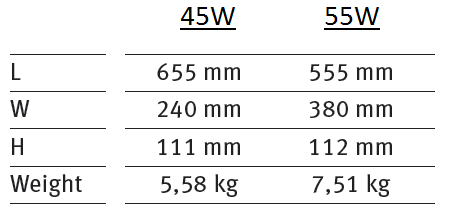 45W 55W
L 655 mm 555 mm
W 240 mm 380 mm
H 111 mm 112 mm
Weight 5,58 kg 7,51 kg